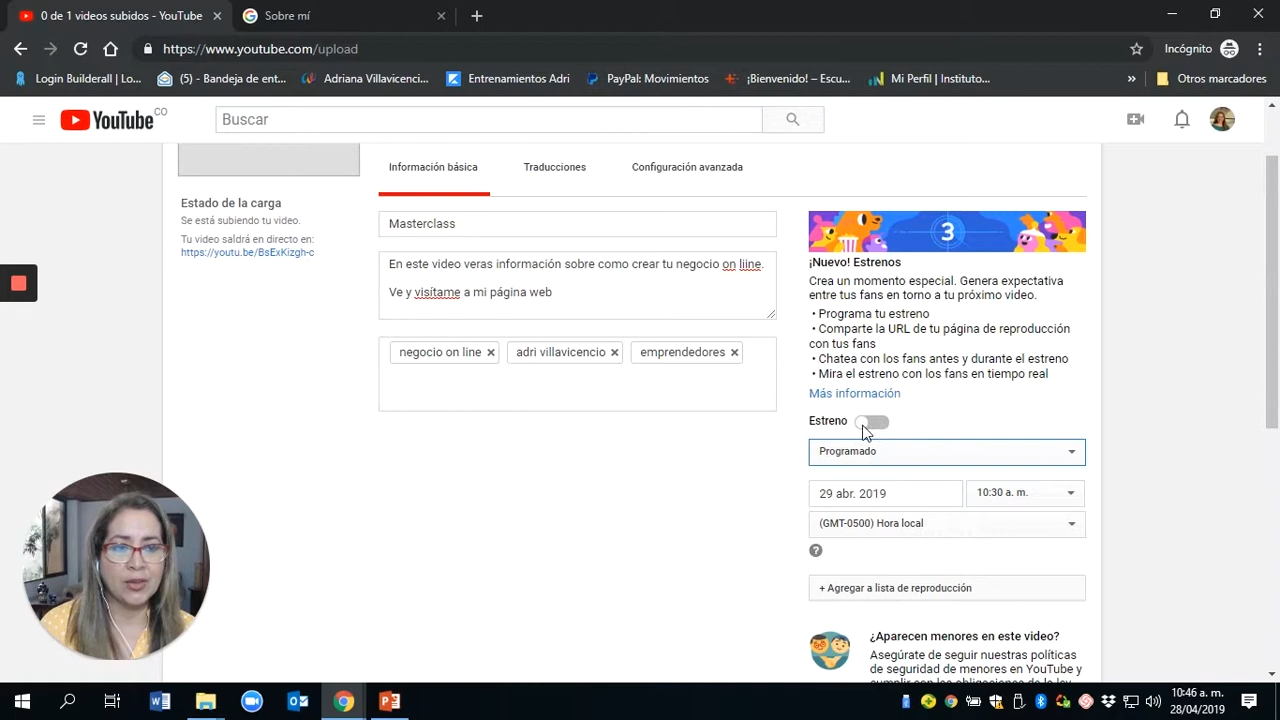 0 de 1 videos subidos - YouTube
Sobre mí
https://www.youtube.com/upload
Incógnito
Login Builderall | Lo...
(5) - Bandeja de ent...
Adriana Villavicenci...
Entrenamientos Adri
PayPal: Movimientos
¡Bienvenido! – Escu...
Mi Perfil | Instituto...
»
Otros marcadores
YouTube CO
Buscar
Información básica
Traducciones
Configuración avanzada
Estado de la carga
Se está subiendo tu video.
Tu video saldrá en directo en:
https://youtu.be/BsExKizgh-c
Masterclass
En este video veras información sobre como crear tu negocio on liine.
Ve y visítame a mi página web
negocio on line
adri villavicencio
emprendedores
3
¡Nuevo! Estrenos
Crea un momento especial. Genera expectativa
entre tus fans en torno a tu próximo video.
• Programa tu estreno
• Comparte la URL de tu página de reproducción
con tus fans
• Chatea con los fans antes y durante el estreno
• Mira el estreno con los fans en tiempo real
Más información
Estreno
Programado
29 abr. 2019
10:30 a. m.
(GMT-0500) Hora local
?
+ Agregar a lista de reproducción
¿Aparecen menores en este video?
Asegúrate de seguir nuestras políticas
de seguridad de menores en YouTube y
cumplir con las obligaciones de la ley
10:46 a. m.
28/04/2019